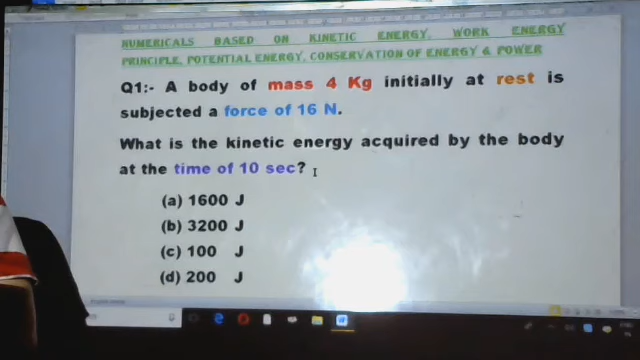 NUMERICALS BASED ON KINETIC ENERGY, WORK ENERGY
PRINCIPLE, POTENTIAL ENERGY, CONSERVATION OF ENERGY & POWER
Q1:- A body of mass 4 Kg initially at rest is
subjected a force of 16 N.
What is the kinetic energy acquired by the body
at the time of 10 sec?
(a) 1600 J
(b) 3200 J
(c) 100 J
(d) 200 J